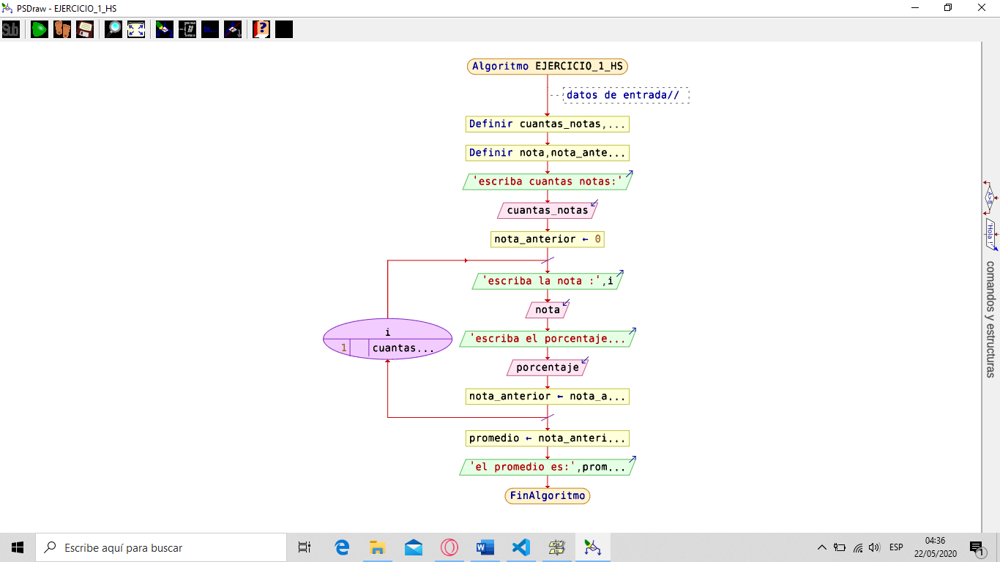 PSDraw - EJERCICIO_1_HS
Sub
Algoritmo EJERCICIO_1_HS
datos de entrada//
Definir cuantas_notas,...
Definir nota,nota_ante...
'escriba cuantas notas:'
cuantas_notas
nota_anterior ← 0
'escriba la nota :',i
nota
i
1 cuantas...
'escriba el porcentaje...
porcentaje
nota_anterior ← nota_a...
promedio ← nota_anteri...
'el promedio es:',prom...
FinAlgoritmo
A>B
'Hola !'
comandos y estructuras
Escribe aquí para buscar
ESP
04:36
22/05/2020
1